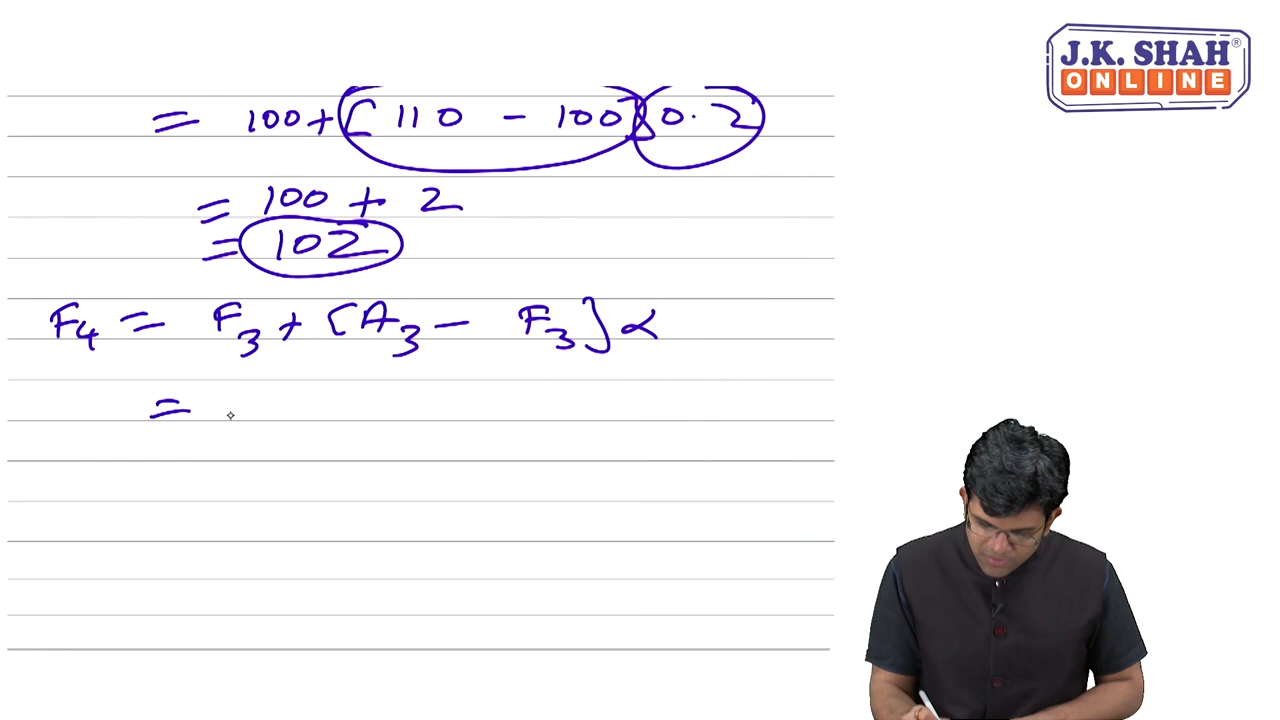 J.K. SHAH®
ONLINE
= 100 + [ 110 - 100 ] 0.2
= 100 + 2
= 102
F₄ = F₃ + [A₃ - F₃] α
=